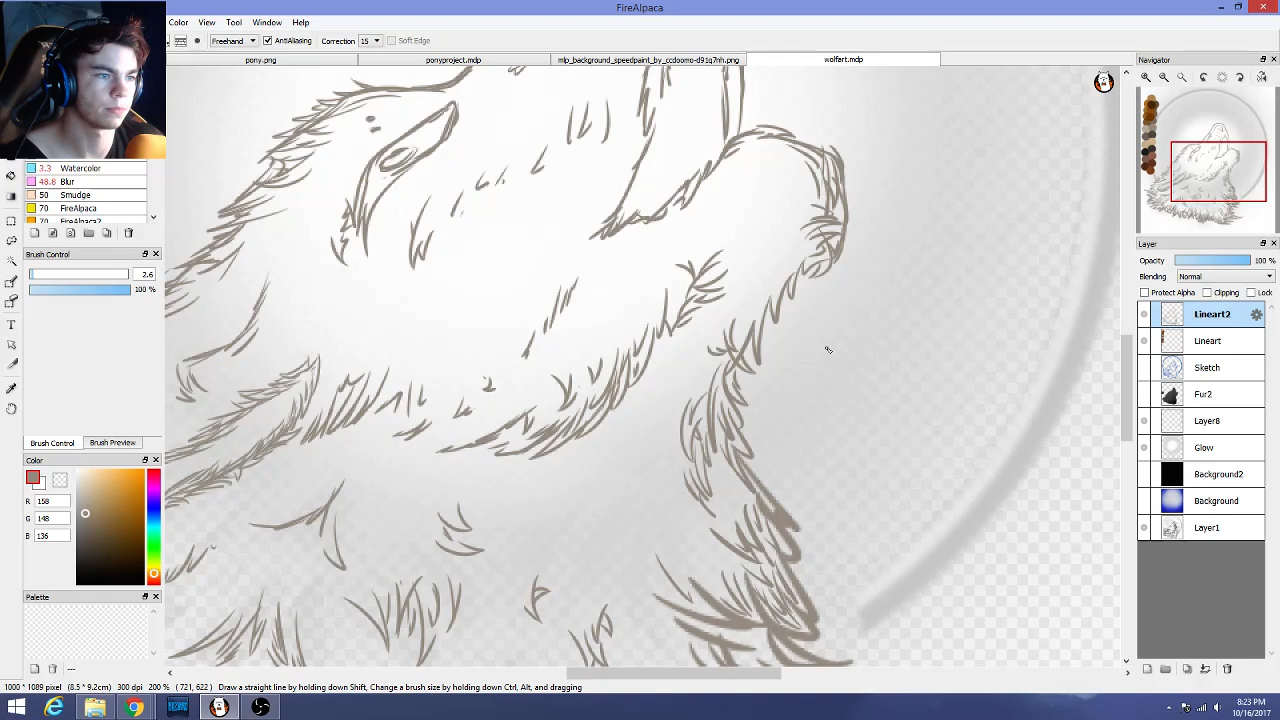 FireAlpaca
Color View Tool Window Help
Freehand AntiAliasing Correction 15 Soft Edge
pony.png ponyproject.mdp mlp_background_speedpaint_by_ccdoomo-d91q7nh.png wolfart.mdp
Navigator
3.3 Watercolor
48.8 Blur
50 Smudge
70 FireAlpaca
70 FireAlpaca2
Brush Control
2.6
100 %
Brush Control Brush Preview
Color
R 158
G 148
B 136
Palette
---
Layer
Opacity 100 %
Blending Normal
Protect Alpha Clipping Lock
Lineart2
Lineart
Sketch
Fur2
Layer8
Glow
Background2
Background
Layer1
1003 * 1089 pixel (8.5 * 9.2cm) 300 dpi 200 % (721, 622) Draw a straight line by holding down Shift, Change a brush size by holding down Ctrl, Alt, and dragging
8:23 PM
10/16/2017